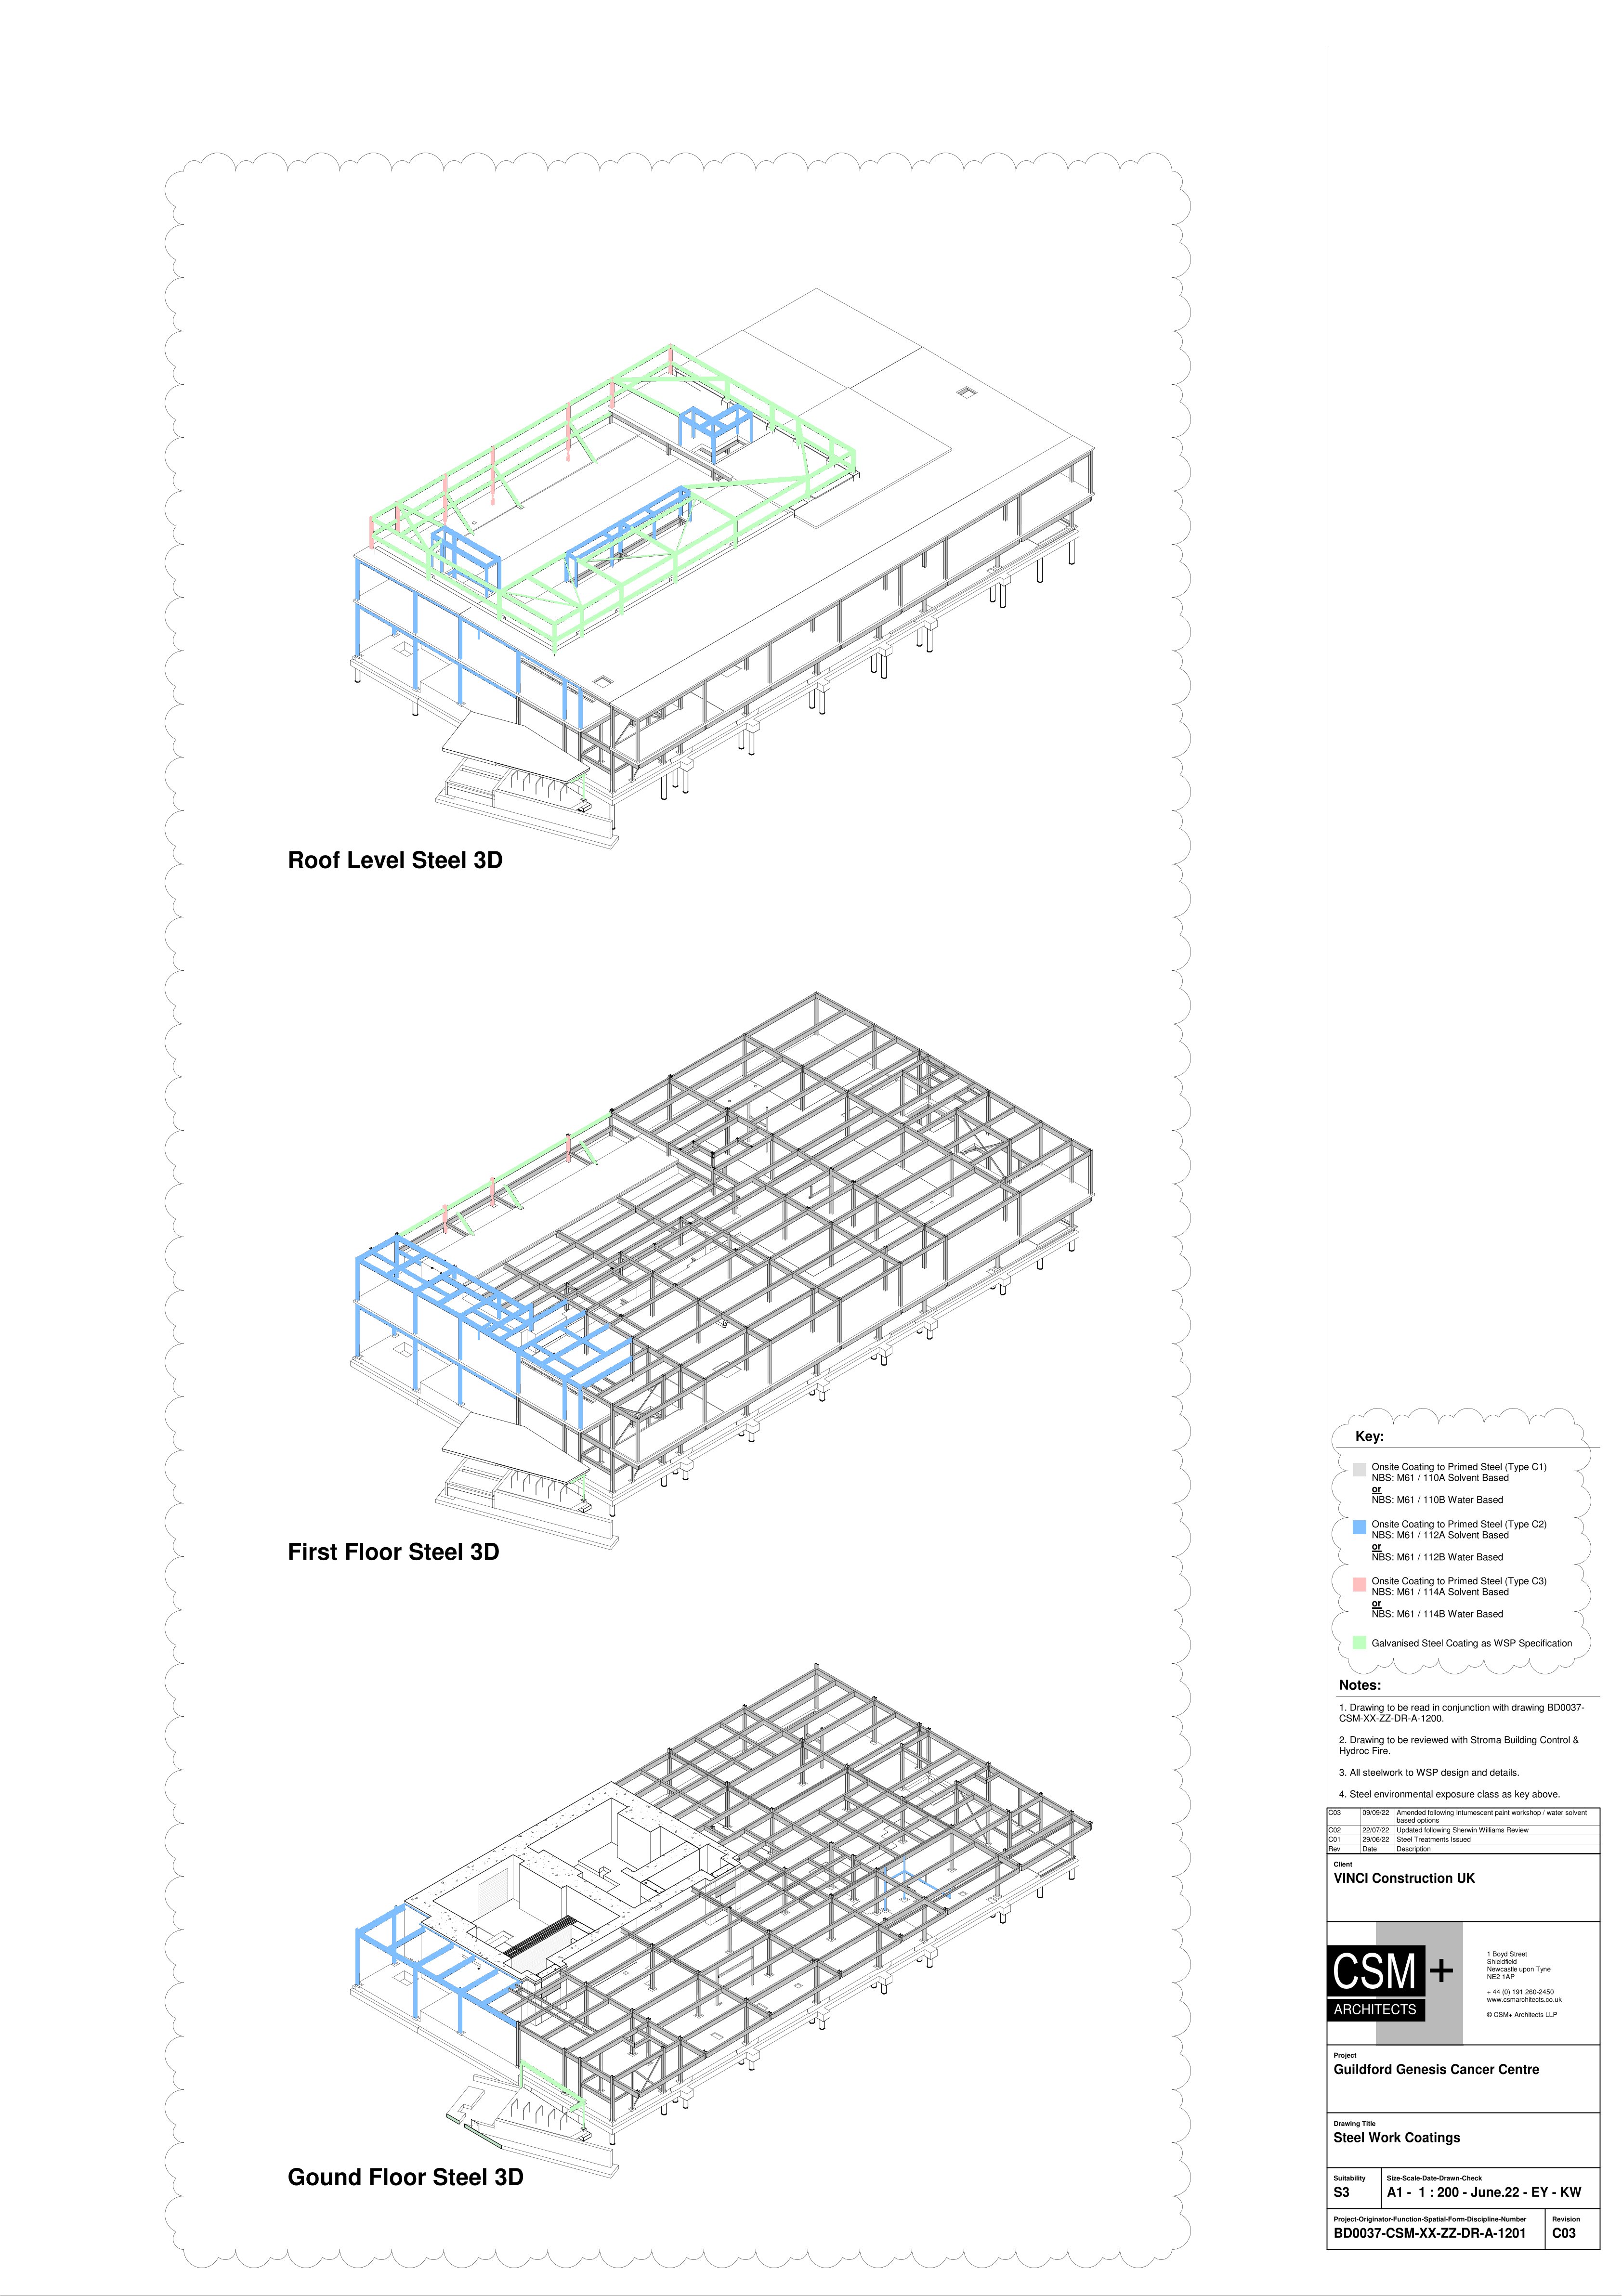 Roof Level Steel 3D
First Floor Steel 3D
Gound Floor Steel 3D
Key:
Onsite Coating to Primed Steel (Type C1)
NBS: M61 / 110A Solvent Based
or
NBS: M61 / 110B Water Based
Onsite Coating to Primed Steel (Type C2)
NBS: M61 / 112A Solvent Based
or
NBS: M61 / 112B Water Based
Onsite Coating to Primed Steel (Type C3)
NBS: M61 / 114A Solvent Based
or
NBS: M61 / 114B Water Based
Galvanised Steel Coating as WSP Specification
Notes:
1. Drawing to be read in conjunction with drawing BD0037-
CSM-XX-ZZ-DR-A-1200.
2. Drawing to be reviewed with Stroma Building Control &
Hydroc Fire.
3. All steelwork to WSP design and details.
4. Steel environmental exposure class as key above.
C03 09/09/22 Amended following Intumescent paint workshop / water solvent
based options
C02 22/07/22 Updated following Sherwin Williams Review
C01 29/06/22 Steel Treatments Issued
Rev Date Description
Client
VINCI Construction UK
CSM+
ARCHITECTS
1 Boyd Street
Shieldfield
Newcastle upon Tyne
NE2 1AP
+ 44 (0) 191 260-2450
www.csmarchitects.co.uk
© CSM+ Architects LLP
Project
Guildford Genesis Cancer Centre
Drawing Title
Steel Work Coatings
Suitability Size-Scale-Date-Drawn-Check
S3 A1 - 1 : 200 - June.22 - EY - KW
Project-Originator-Function-Spatial-Form-Discipline-Number Revision
BD0037-CSM-XX-ZZ-DR-A-1201 C03